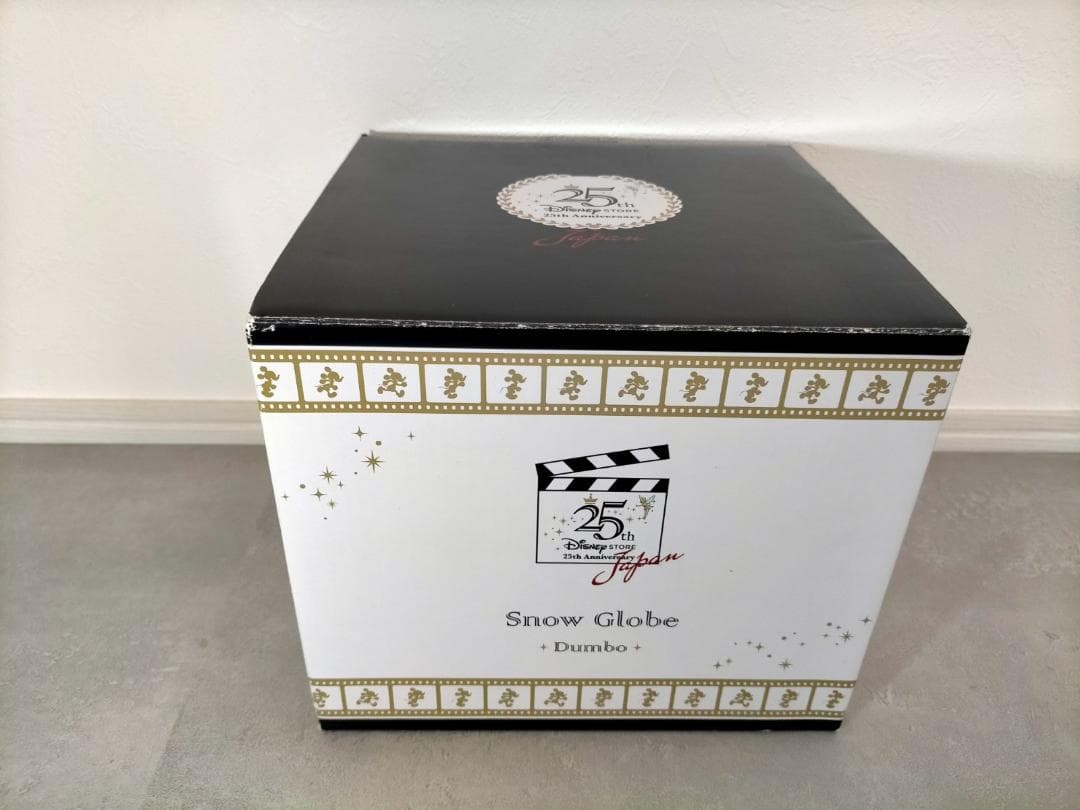 25th
Disney STORE
25th Anniversary
Japan
25th
Disney STORE
25th Anniversary
Japan
Snow Globe
Dumbo